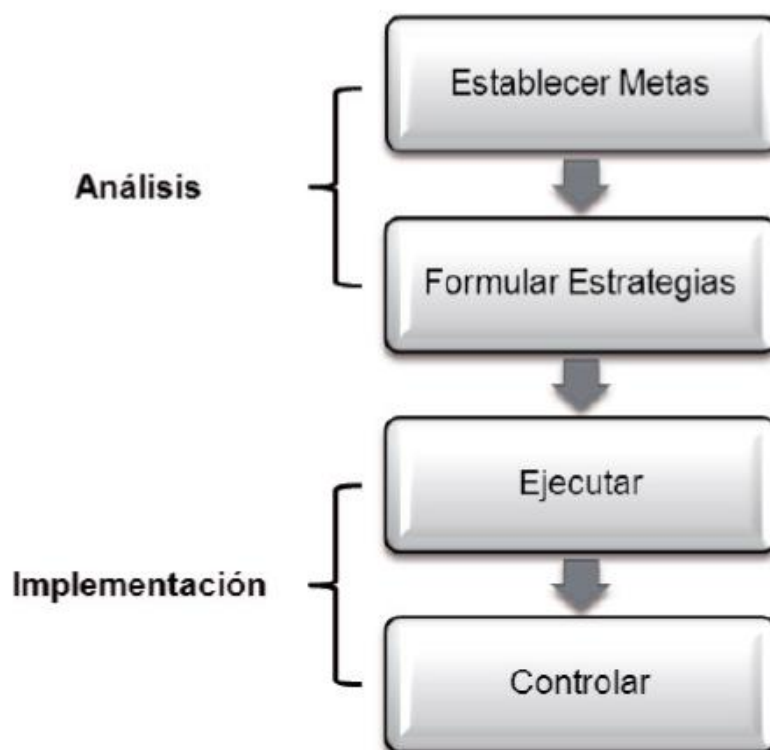 Establecer Metas
Análisis
Formular Estrategias
Ejecutar
Implementación
Controlar